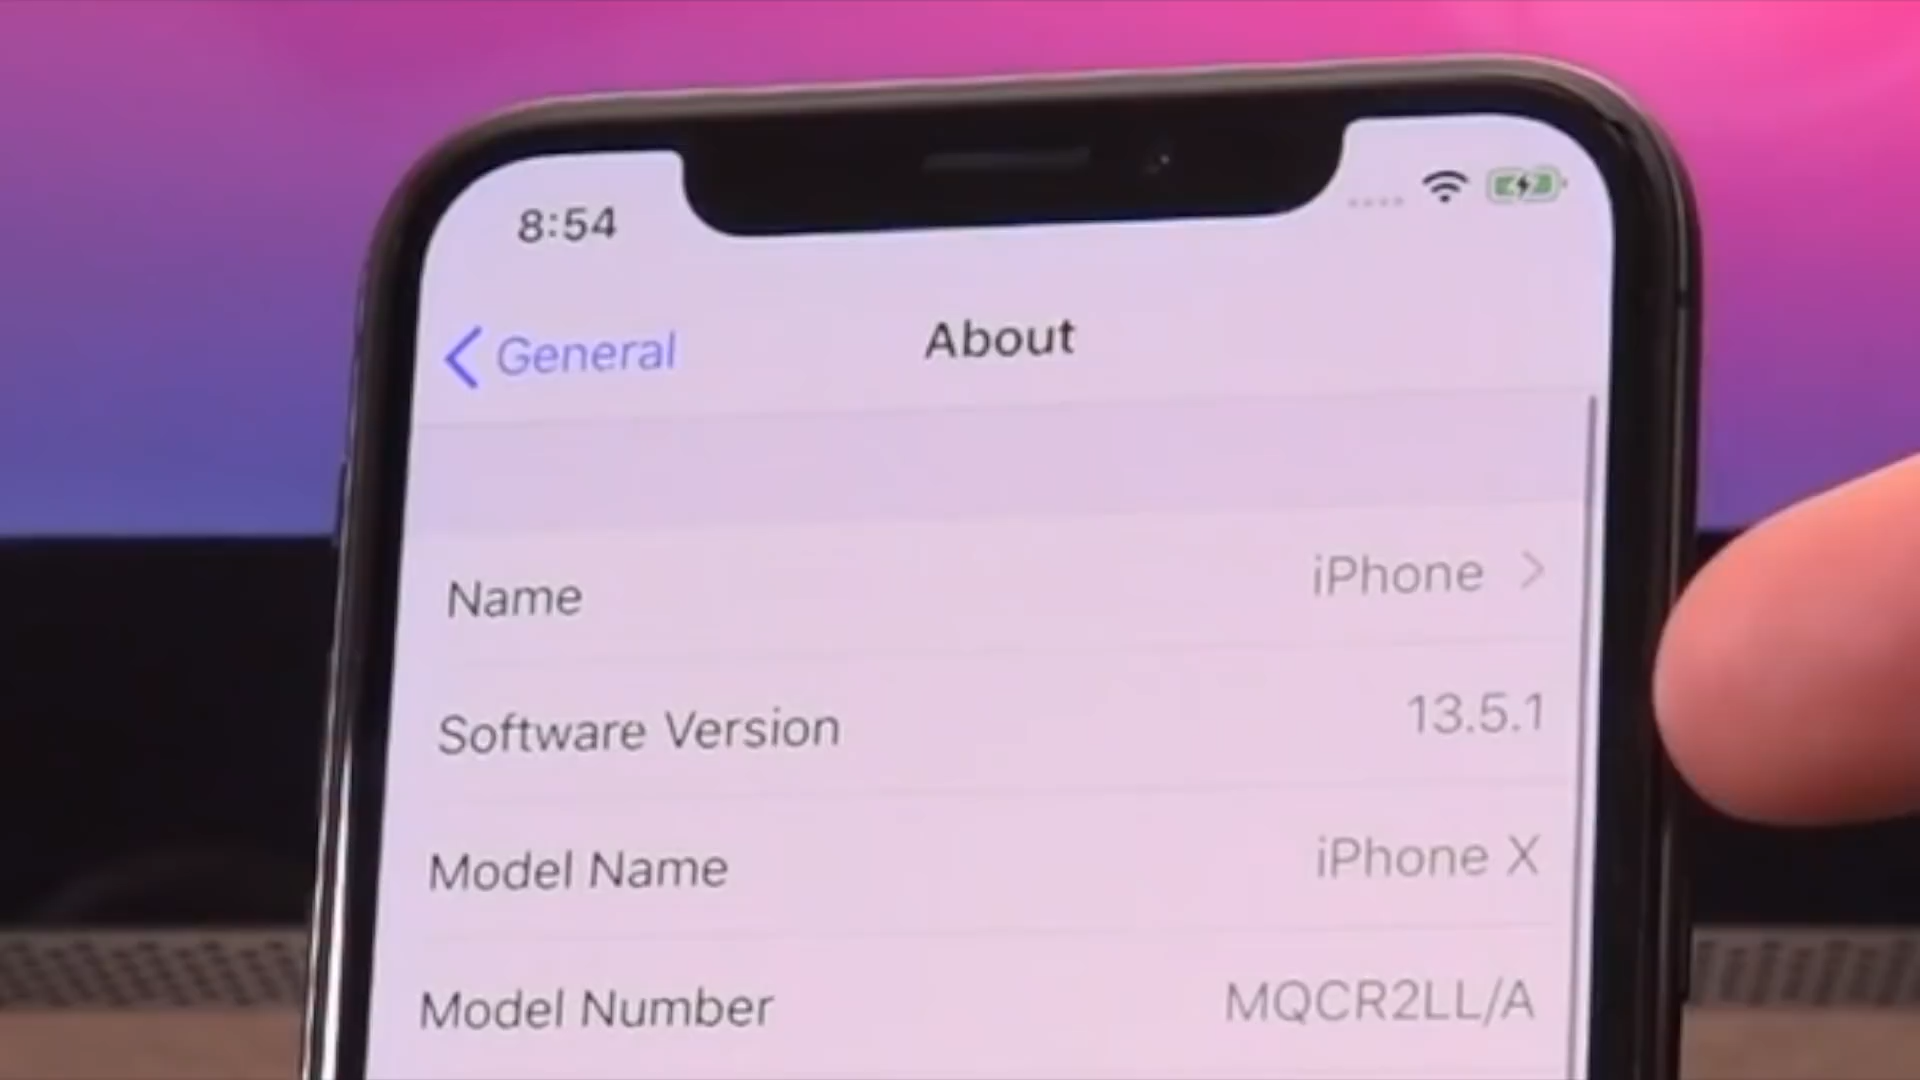 8:54
General
About
Name iPhone
Software Version 13.5.1
Model Name iPhone X
Model Number MQCR2LL/A